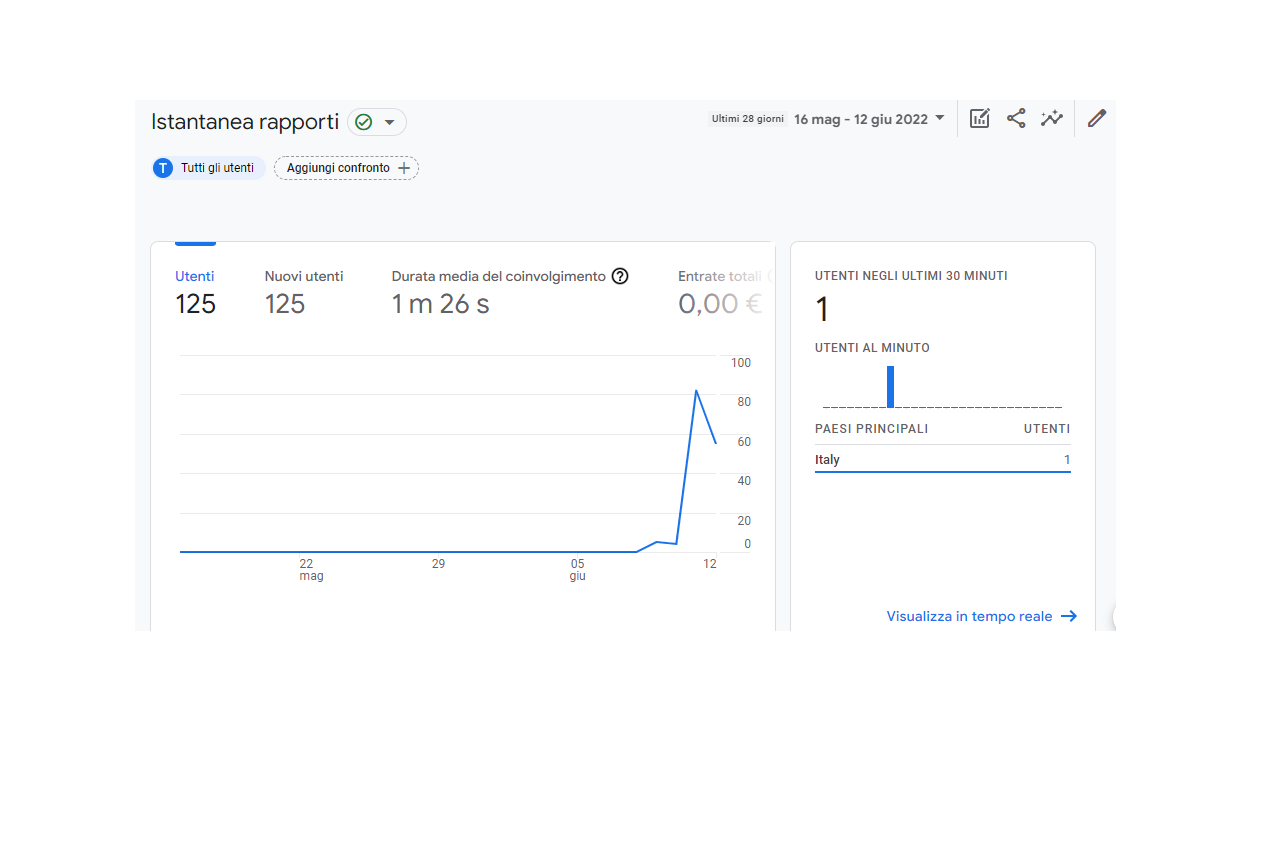 Istantanea rapporti
Ultimi 28 giorni 16 mag - 12 giu 2022
T Tutti gli utenti Aggiungi confronto
Utenti Nuovi utenti Durata media del coinvolgimento Entrate totali
125 125 1 m 26 s 0,00 €
100
80
60
40
20
0
22 29 05 12
mag giu
UTENTI NEGLI ULTIMI 30 MINUTI
1
UTENTI AL MINUTO
PAESI PRINCIPALI UTENTI
Italy 1
Visualizza in tempo reale